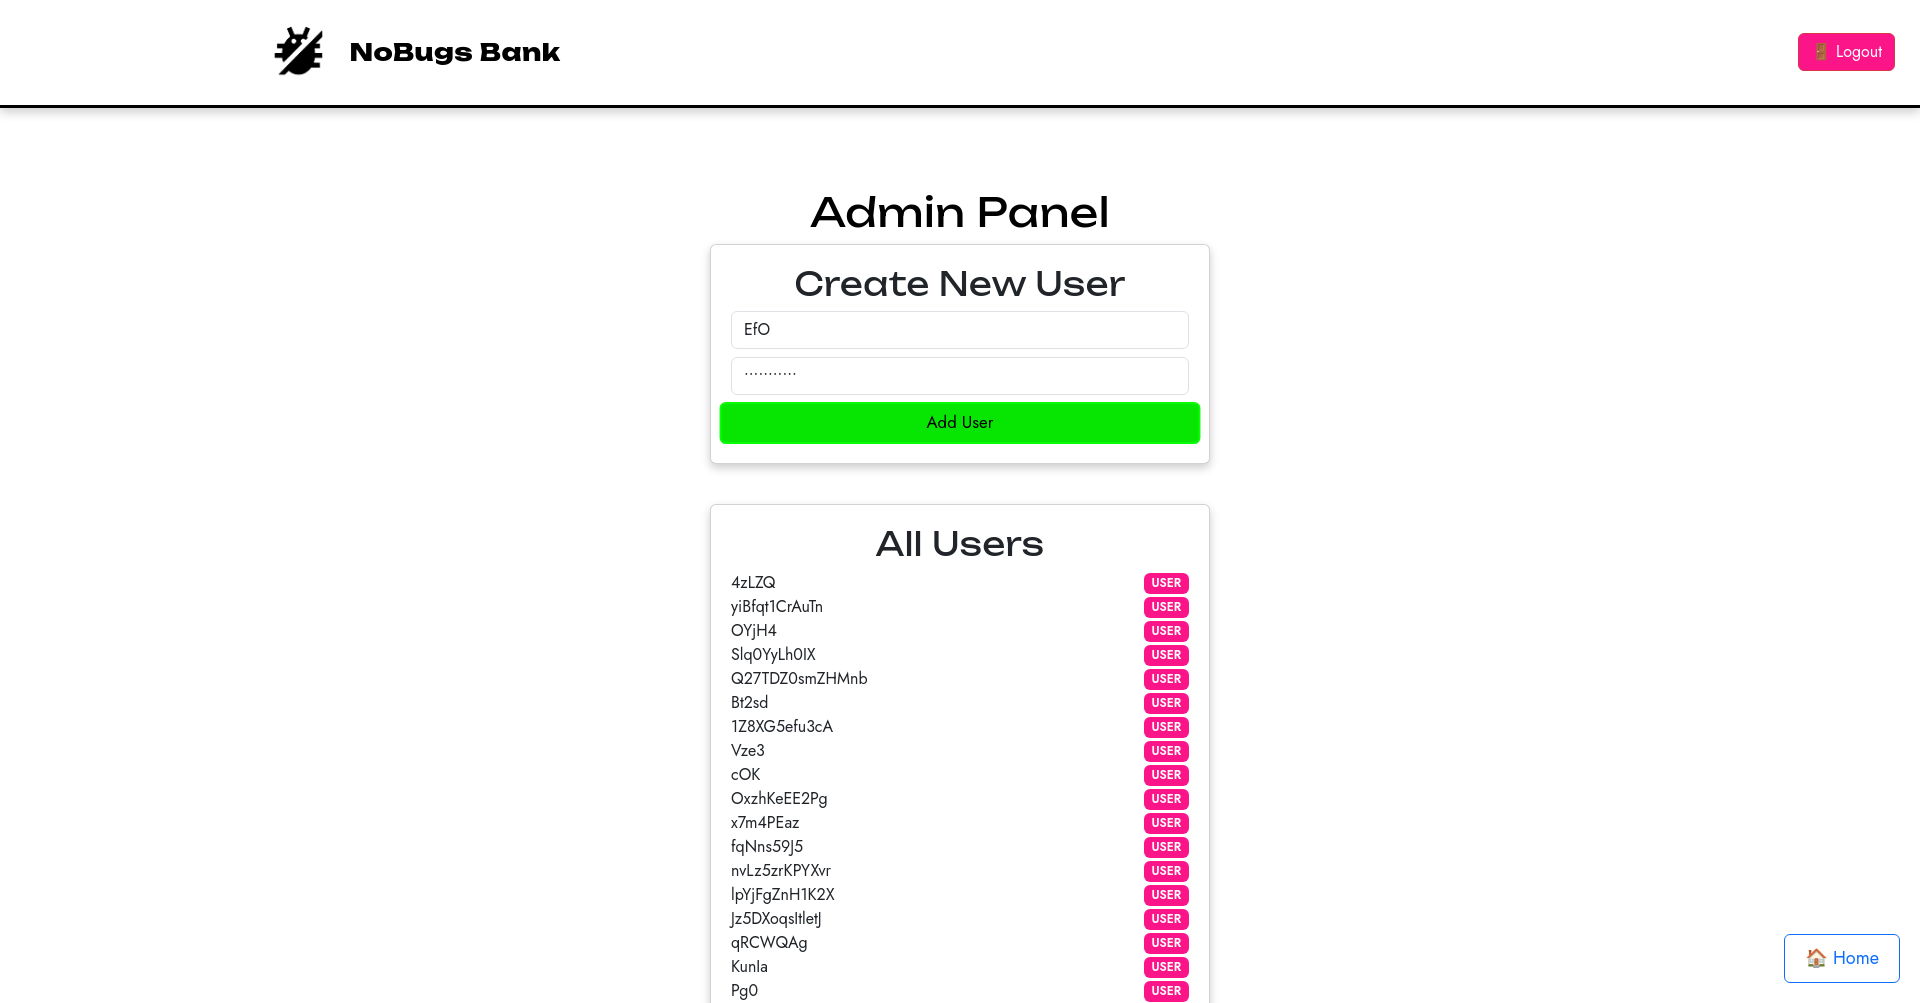 NoBugs Bank
🚪 Logout
Admin Panel
Create New User
EfO
...........
Add User
All Users
4zLZQ USER
yiBfqt1CrAuTn USER
OYjH4 USER
Slq0YyLh0IX USER
Q27TDZ0smZHMnb USER
Bt2sd USER
1Z8XG5efu3cA USER
Vze3 USER
cOK USER
OxzhKeEE2Pg USER
x7m4PEaz USER
fqNns59J5 USER
nvLz5zrKPYXvr USER
lpYjFgZnH1K2X USER
Jz5DXoqsItletJ USER
qRCWQAg USER
KunIa USER
Pg0 USER
🏠 Home